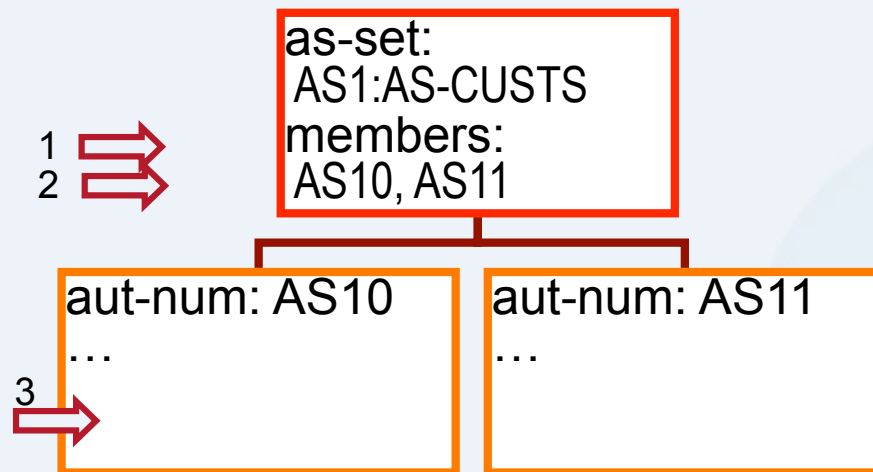 as-set:
AS1:AS-CUSTS
1
members:
2
AS10, AS11
aut-num: AS10
…
3
aut-num: AS11
…